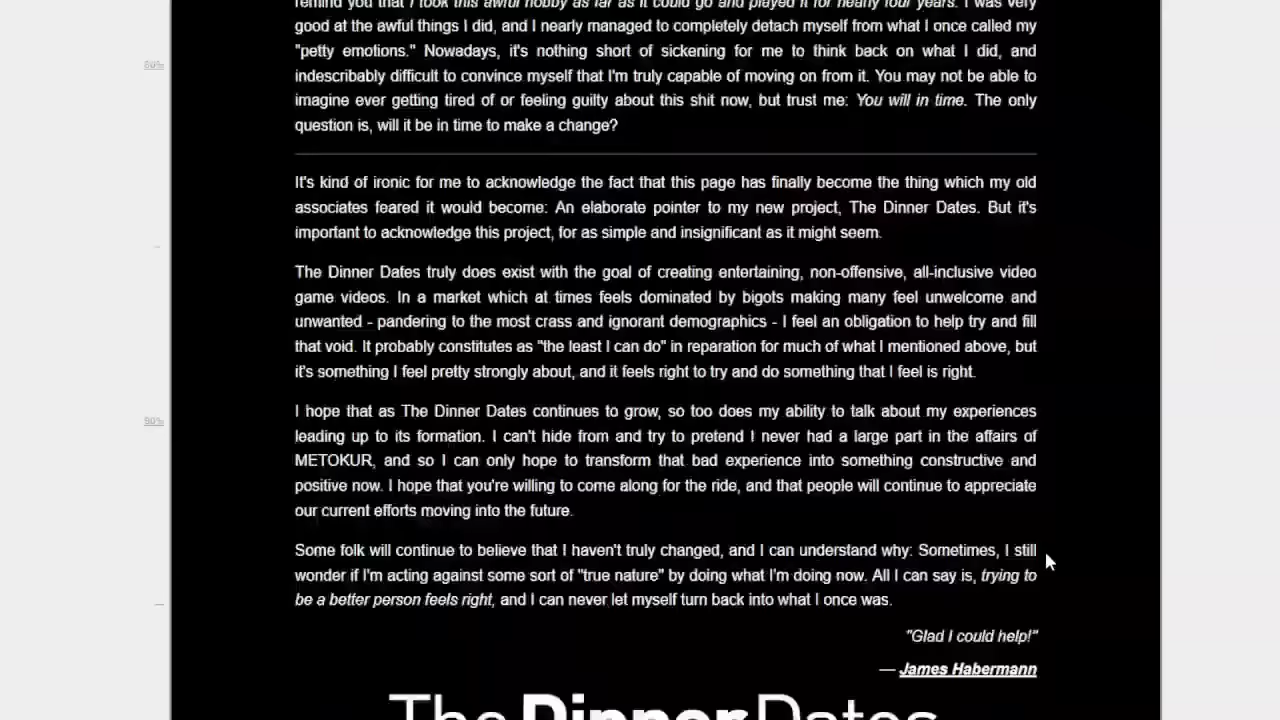 remind you that I took this awful hobby as far as it could go and played it for nearly four years. I was very
good at the awful things I did, and I nearly managed to completely detach myself from what I once called my
"petty emotions." Nowadays, it's nothing short of sickening for me to think back on what I did, and
indescribably difficult to convince myself that I'm truly capable of moving on from it. You may not be able to
imagine ever getting tired of or feeling guilty about this shit now, but trust me: You will in time. The only
question is, will it be in time to make a change?
It's kind of ironic for me to acknowledge the fact that this page has finally become the thing which my old
associates feared it would become: An elaborate pointer to my new project, The Dinner Dates. But it's
important to acknowledge this project, for as simple and insignificant as it might seem.
The Dinner Dates truly does exist with the goal of creating entertaining, non-offensive, all-inclusive video
game videos. In a market which at times feels dominated by bigots making many feel unwelcome and
unwanted - pandering to the most crass and ignorant demographics - I feel an obligation to help try and fill
that void. It probably constitutes as "the least I can do" in reparation for much of what I mentioned above, but
it's something I feel pretty strongly about, and it feels right to try and do something that I feel is right.
I hope that as The Dinner Dates continues to grow, so too does my ability to talk about my experiences
leading up to its formation. I can't hide from and try to pretend I never had a large part in the affairs of
METOKUR, and so I can only hope to transform that bad experience into something constructive and
positive now. I hope that you're willing to come along for the ride, and that people will continue to appreciate
our current efforts moving into the future.
Some folk will continue to believe that I haven't truly changed, and I can understand why: Sometimes, I still
wonder if I'm acting against some sort of "true nature" by doing what I'm doing now. All I can say is, trying to
be a better person feels right, and I can never let myself turn back into what I once was.
"Glad I could help!"
— James Habermann
The Dinner Dates
80%
90%